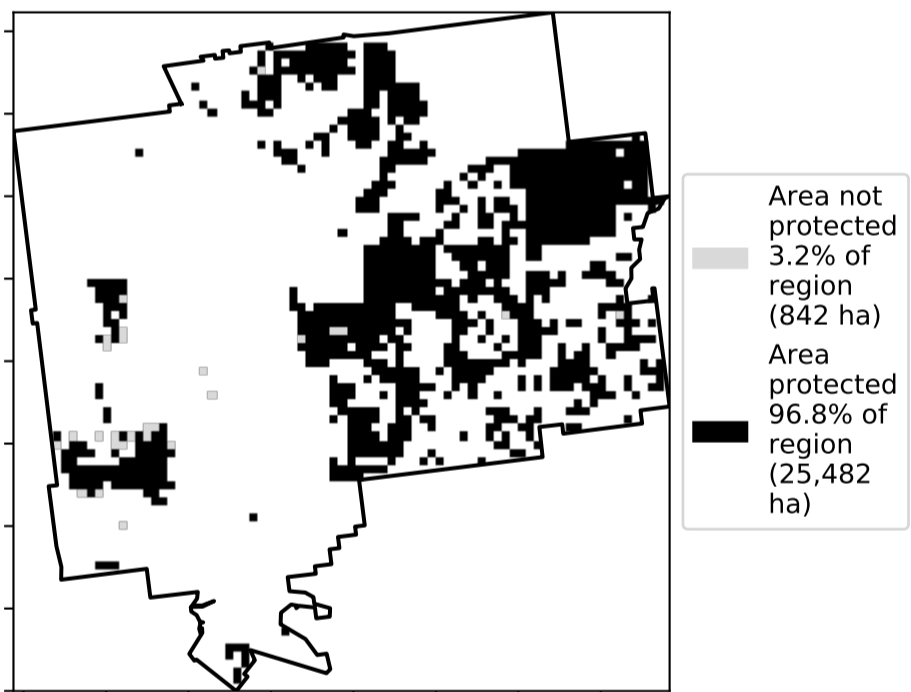 Area not
protected
3.2% of
region
(842 ha)
Area
protected
96.8% of
region
(25,482
ha)